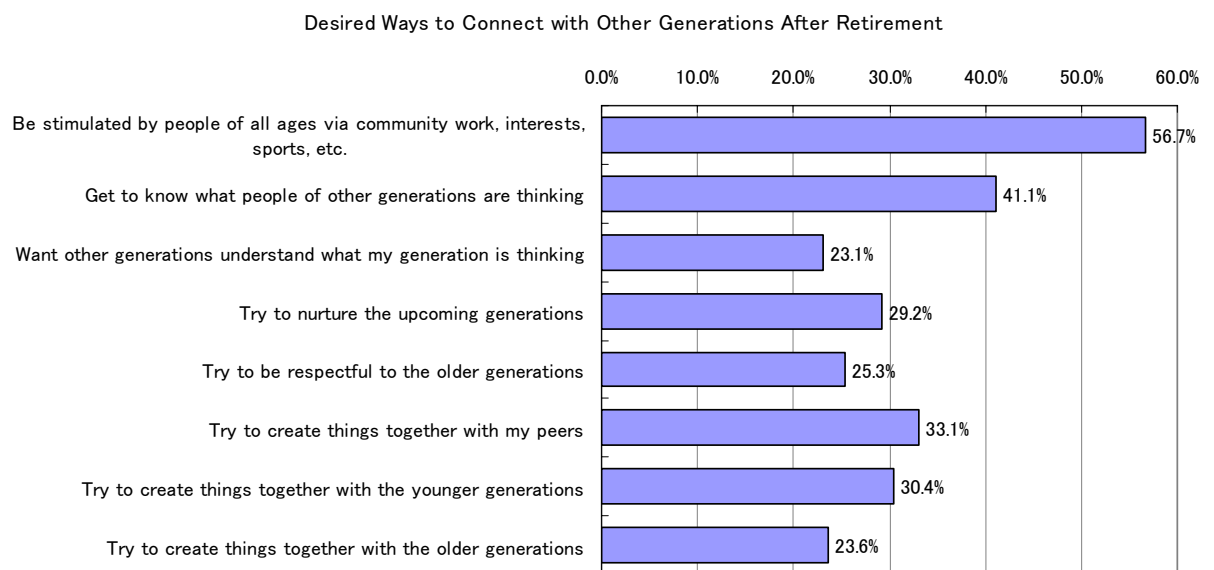 Desired Ways to Connect with Other Generations After Retirement
0.0% 10.0% 20.0% 30.0% 40.0% 50.0% 60.0%
Be stimulated by people of all ages via community work, interests,
sports, etc.
56.7%
Get to know what people of other generations are thinking
41.1%
Want other generations understand what my generation is thinking
23.1%
Try to nurture the upcoming generations
29.2%
Try to be respectful to the older generations
25.3%
Try to create things together with my peers
33.1%
Try to create things together with the younger generations
30.4%
Try to create things together with the older generations
23.6%